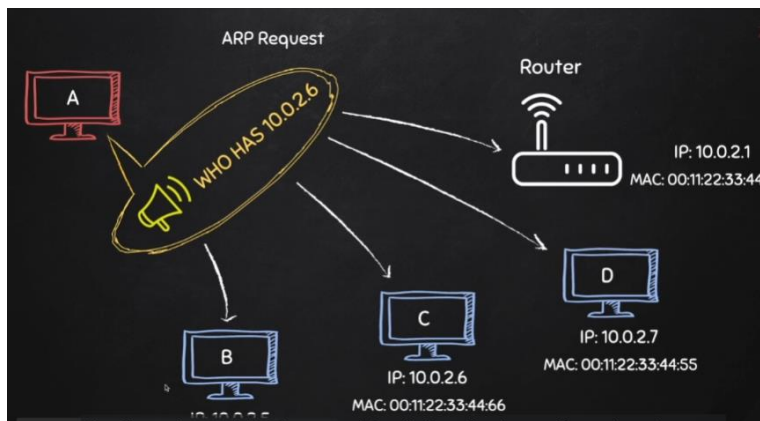 ARP Request
A
WHO HAS 10.0.2.6
Router
IP: 10.0.2.1
MAC: 00:11:22:33:44
D
IP: 10.0.2.7
MAC: 00:11:22:33:44:55
C
IP: 10.0.2.6
MAC: 00:11:22:33:44:66
B